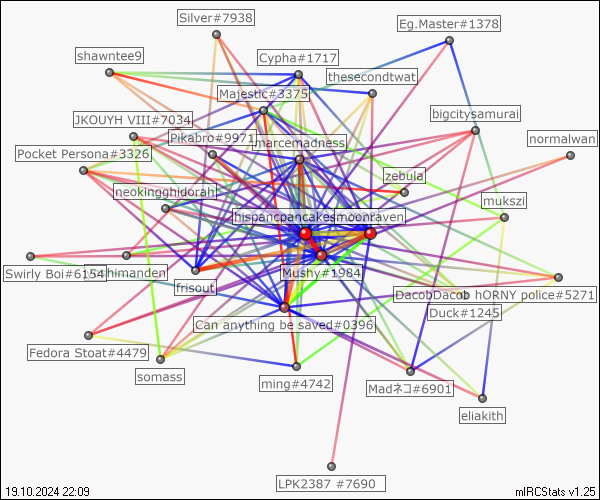 Silver#7938
Eg.Master#1378
shawntee9
Cypha#1717
thesecondtwat
Majestic#3375
bigcitysamurai
JKOUYH VIII#7034
Pikabro#9971
marcemadness
normalwan
Pocket Persona#3326
zebula
neokingghidorah
mukszi
hispancpancakesmoonraven
Swirly Boi#6154
himanden
Mushy#1984
frisout
DacobDacob
hORNY police#5271
Duck#1245
Can anything be saved#0396
Fedora Stoat#4479
somass
ming#4742
Madネコ#6901
eliakith
LPK2387 #7690
19.10.2024 22:09
mIRCStats v1.25